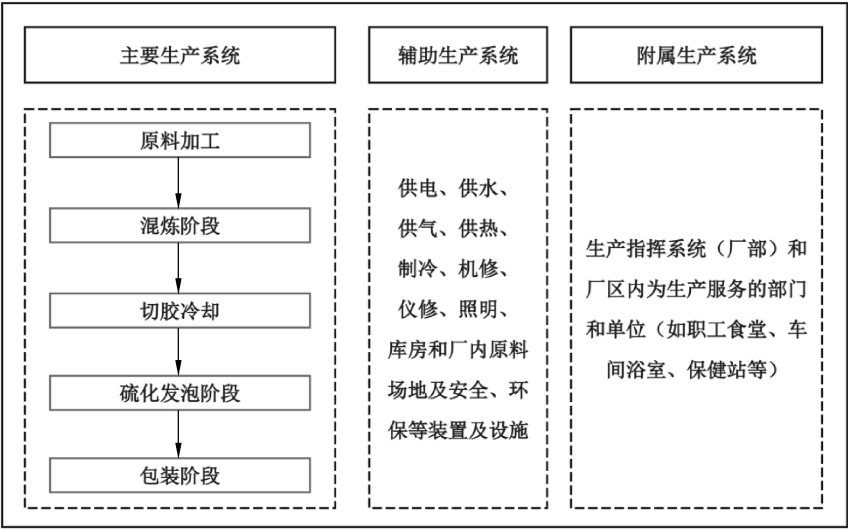 主要生产系统
辅助生产系统
附属生产系统
原料加工
混炼阶段
切胶冷却
硫化发泡阶段
包装阶段
供电、供水、
供气、供热、
制冷、机修、
仪修、照明、
库房和厂内原料
场地及安全、环
保等装置及设施
生产指挥系统（厂部）和
厂区内为生产服务的部门
和单位（如职工食堂、车
间浴室、保健站等）